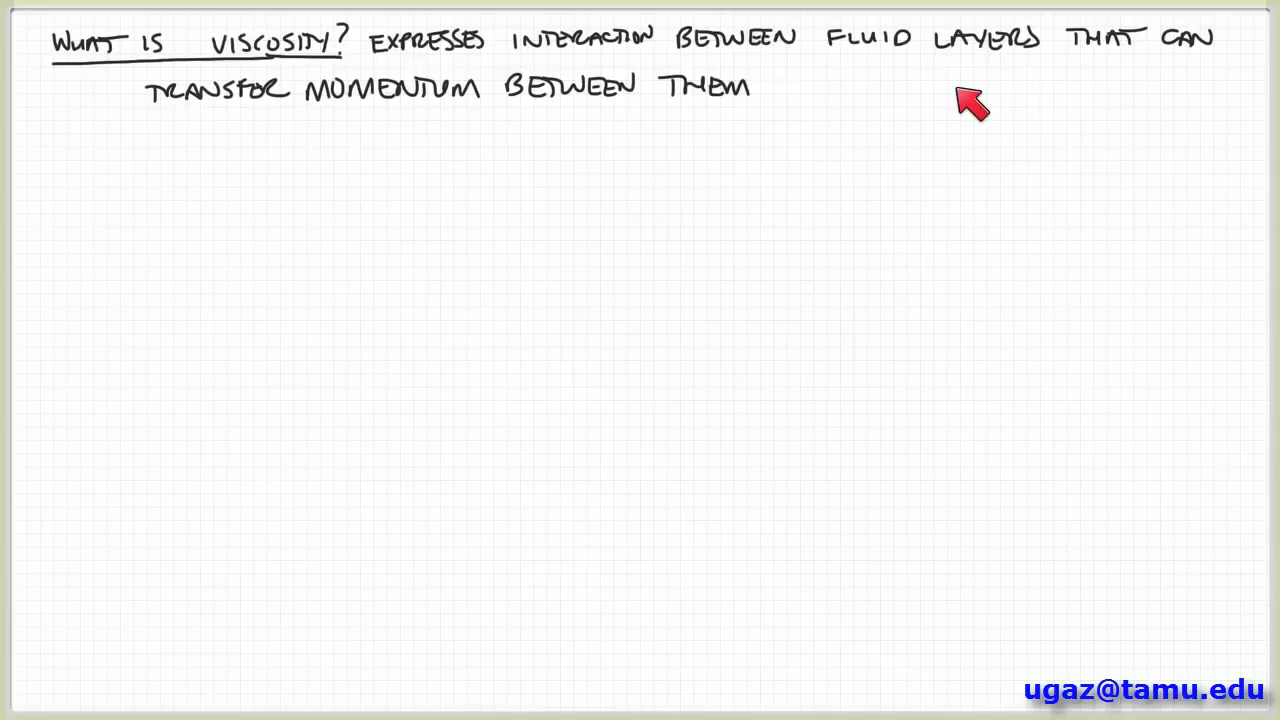 WHAT IS VISCOSITY? EXPRESSES INTERACTION BETWEEN FLUID LAYERS THAT CAN
TRANSFER MOMENTUM BETWEEN THEM
ugaz@tamu.edu